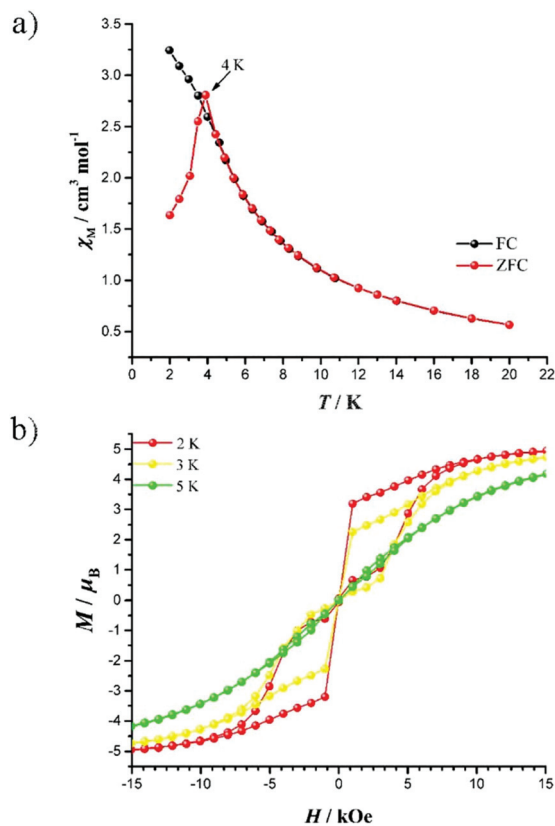 a)
3.5
3.0
2.5
2.0
1.5
1.0
0.5
χM / cm³ mol⁻¹
4 K
FC
ZFC
0 2 4 6 8 10 12 14 16 18 20 22
T / K
b)
2 K
3 K
5 K
5
4
3
2
1
0
-1
-2
-3
-4
-5
M / μB
-15 -10 -5 0 5 10 15
H / kOe